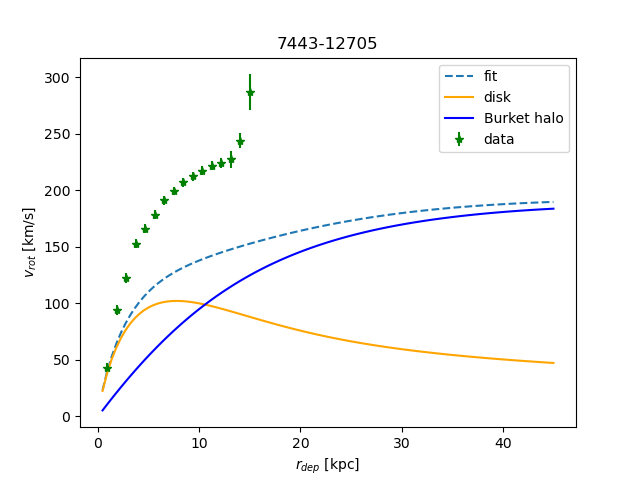 7443-12705
fit
disk
Burket halo
data
300
250
200
150
100
50
0
v_rot [km/s]
0 10 20 30 40
r_dep [kpc]